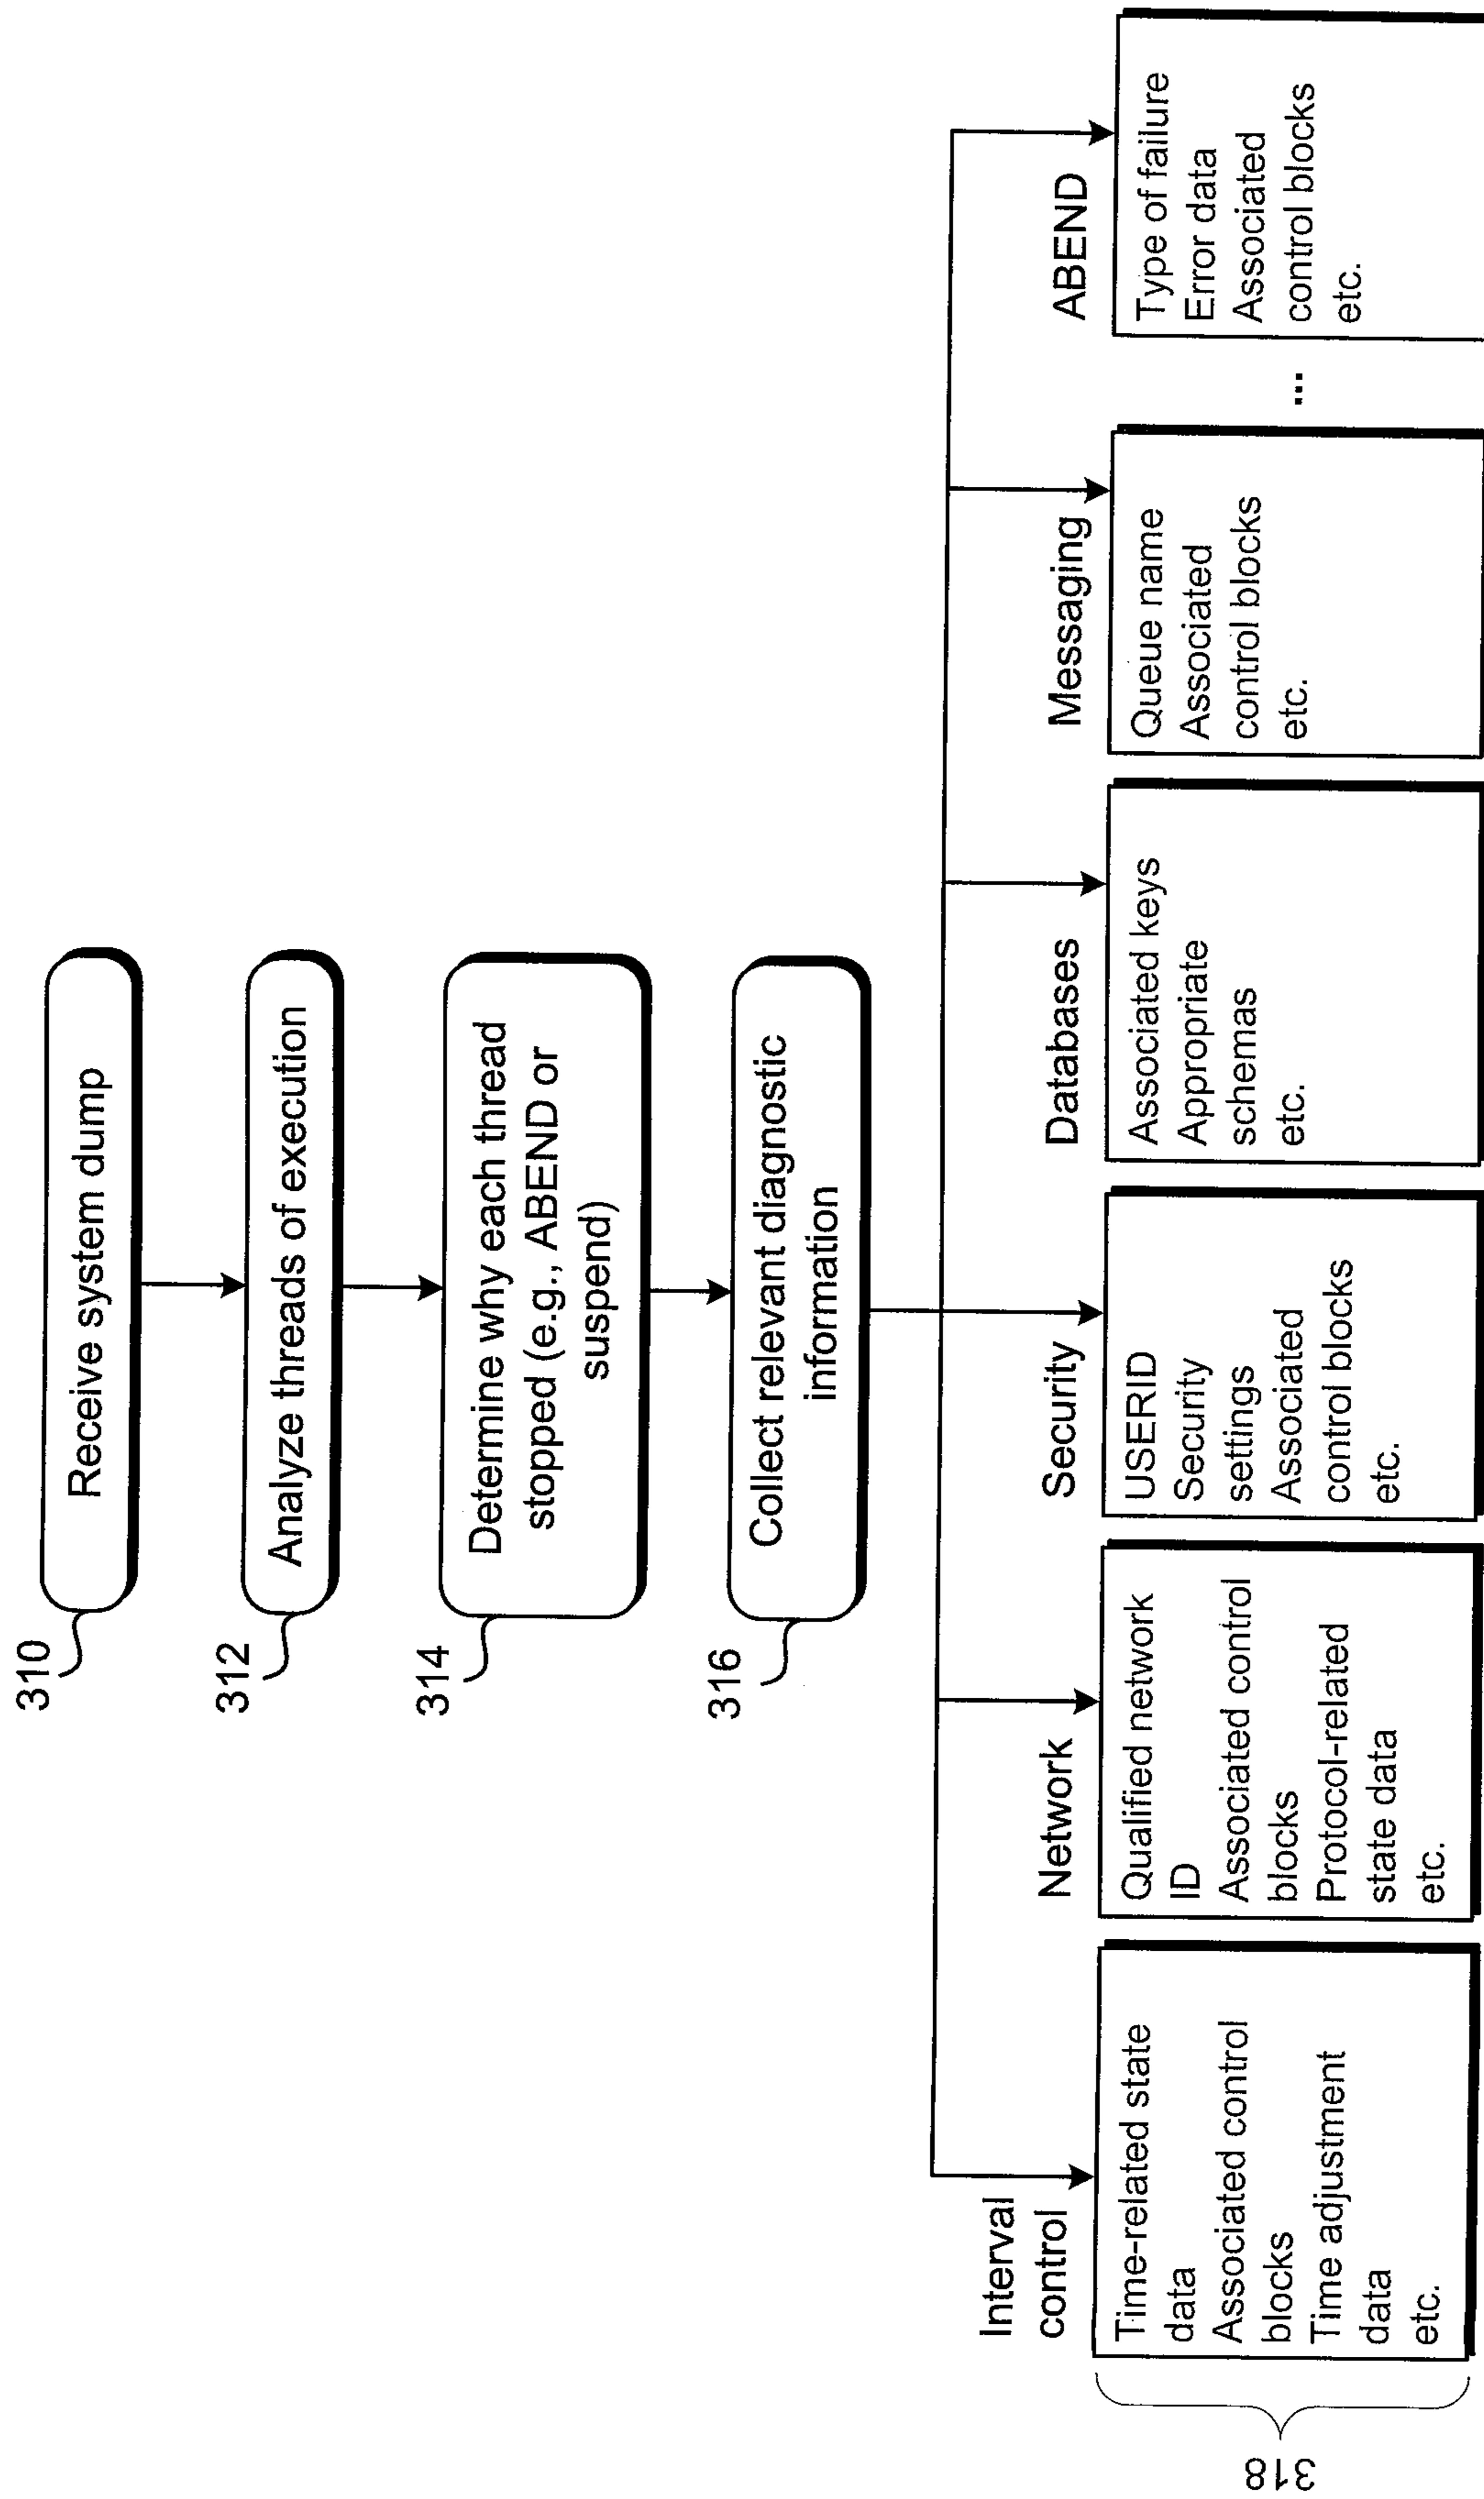 310
Receive system dump
312
Analyze threads of execution
314
Determine why each thread
stopped (e.g., ABEND or
suspend)
316
Collect relevant diagnostic
information
Interval
control
Time-related state
data
Associated control
blocks
Time adjustment
data
etc.
Network
Qualified network
ID
Associated control
blocks
Protocol-related
state data
etc.
Security
USERID
Security
settings
Associated
control blocks
etc.
Databases
Associated keys
Appropriate
schemas
etc.
Messaging
Queue name
Associated
control blocks
etc.
...
ABEND
Type of failure
Error data
Associated
control blocks
etc.
318